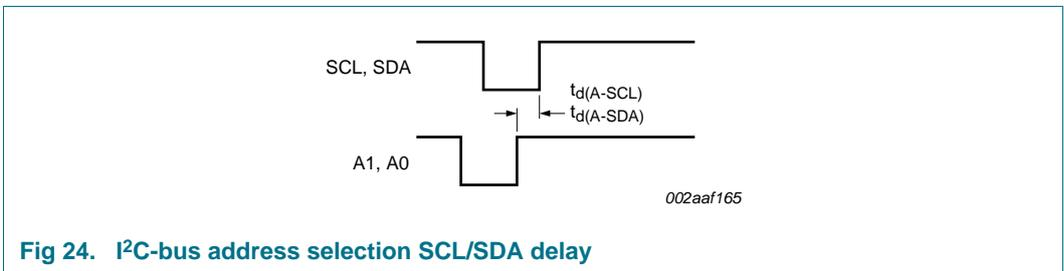 SCL, SDA
td(A-SCL)
td(A-SDA)
A1, A0
002aaf165
Fig 24. I²C-bus address selection SCL/SDA delay